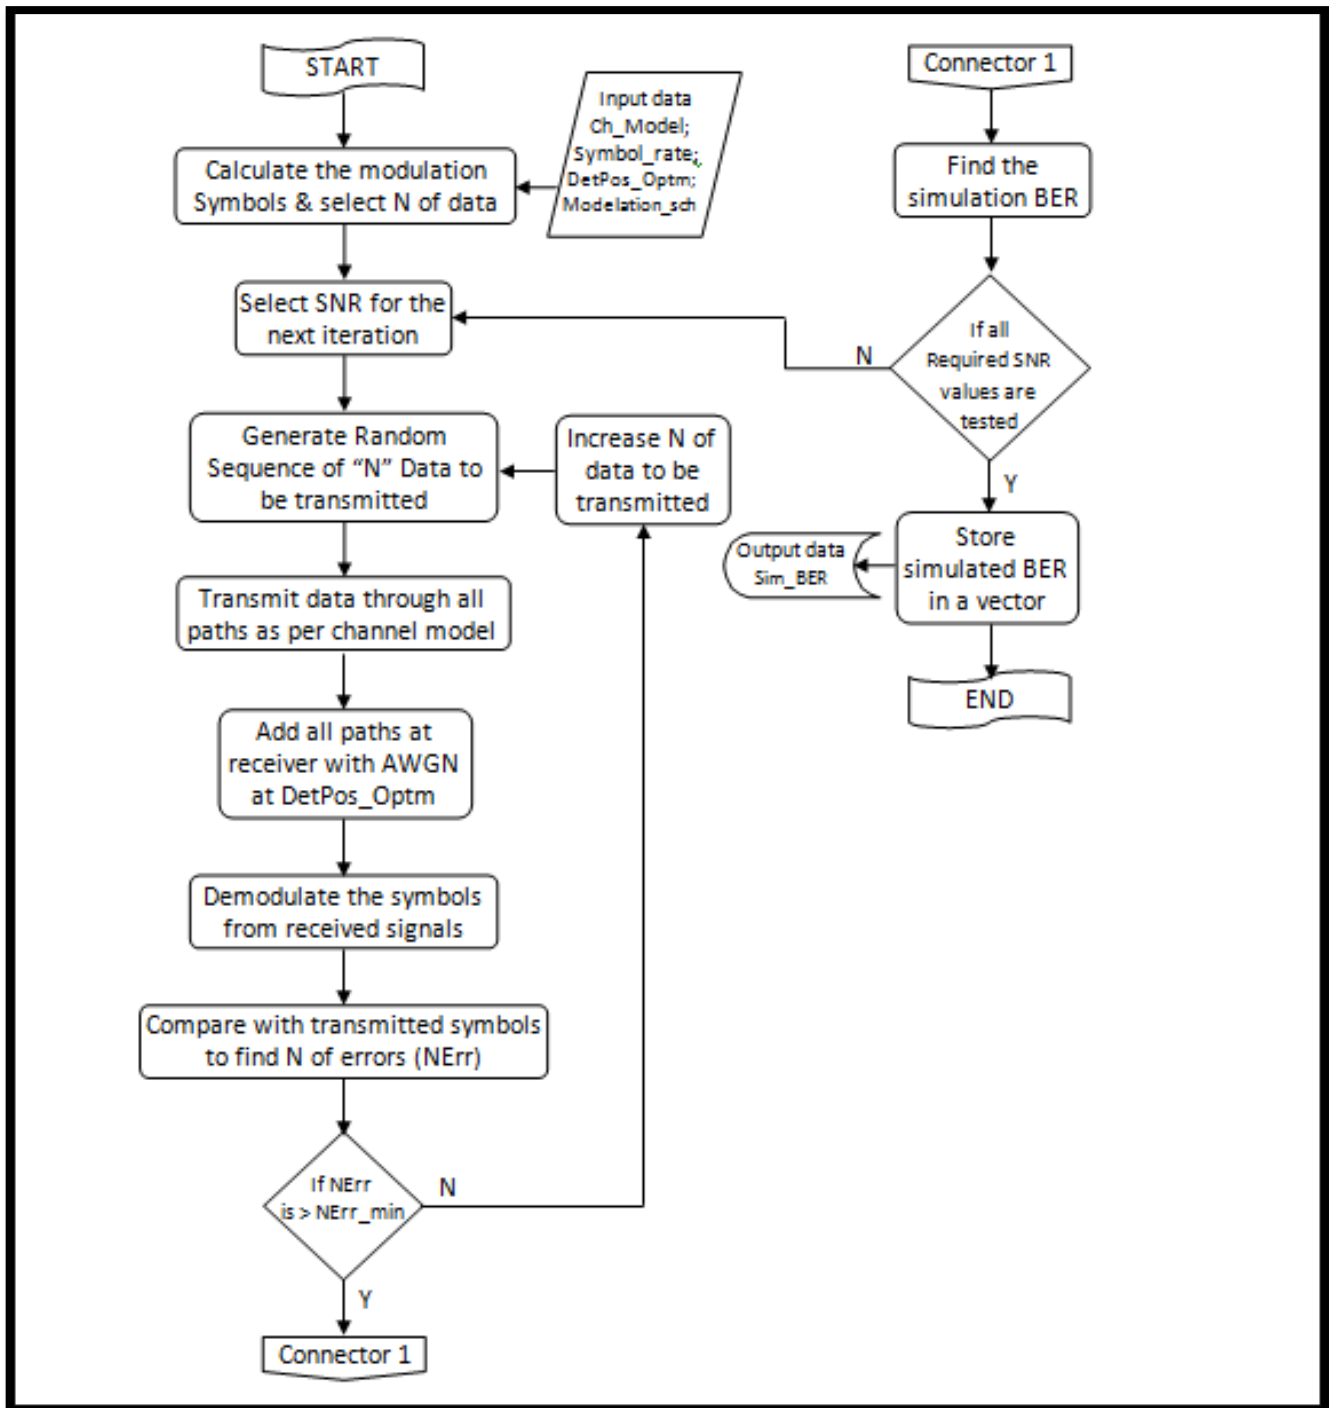 START
Input data
Ch_Model;
Symbol_rate;
DetPos_Optm;
Modelation_sch
Calculate the modulation
Symbols & select N of data
Select SNR for the
next iteration
Generate Random
Sequence of “N” Data to
be transmitted
Increase N of
data to be
transmitted
Transmit data through all
paths as per channel model
Add all paths at
receiver with AWGN
at DetPos_Optm
Demodulate the symbols
from received signals
Compare with transmitted symbols
to find N of errors (NErr)
If NErr
is > NErr_min
N
Y
Connector 1
Connector 1
Find the
simulation BER
If all
Required SNR
values are
tested
N
Y
Store
simulated BER
in a vector
Output data
Sim_BER
END